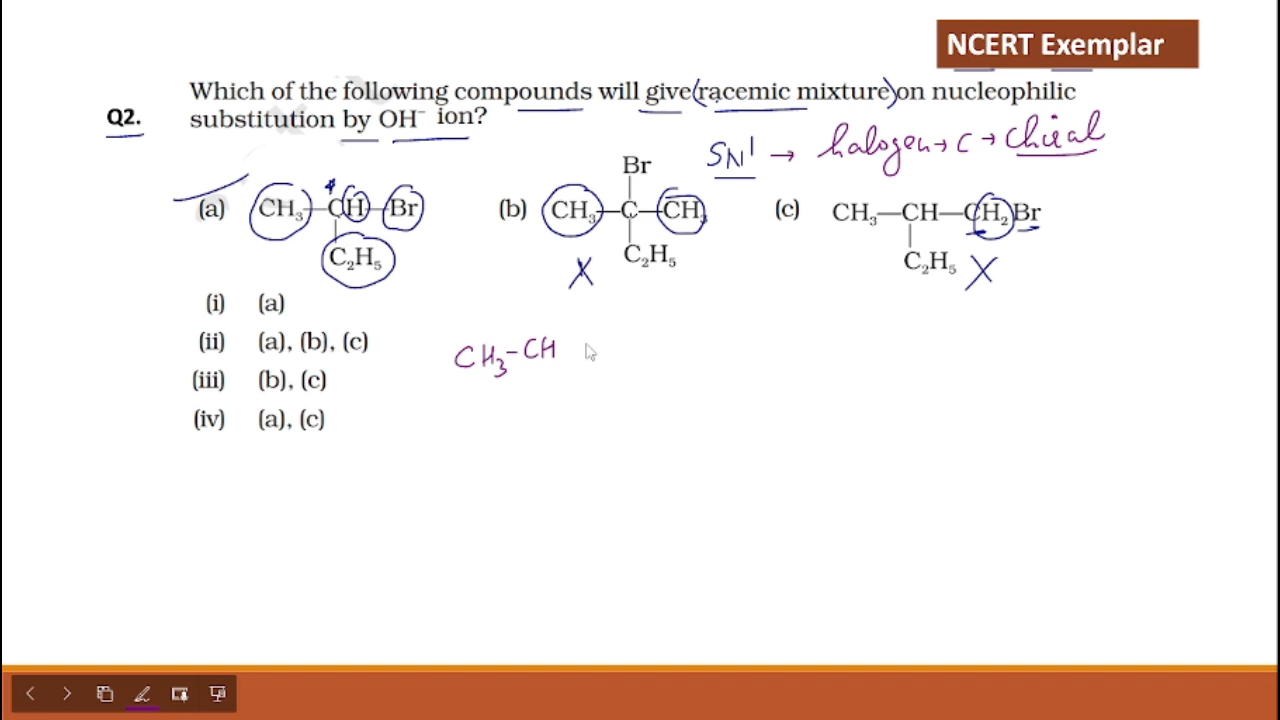 NCERT Exemplar
Which of the following compounds will give (racemic mixture) on nucleophilic
Q2. substitution by OH⁻ ion?
SN1 → halogen → C → chiral
Br
(a) CH₃—CH—Br (b) CH₃—C—CH₃ (c) CH₃—CH—CH₂Br
C₂H₅ C₂H₅ C₂H₅
X X
(i) (a)
(ii) (a), (b), (c)
CH₃-CH
(iii) (b), (c)
(iv) (a), (c)